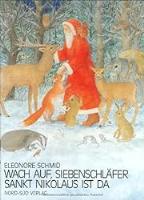 ELEONORE SCHMID
WACH AUF, SIEBENSCHLÄFER
SANKT NIKOLAUS IST DA
NORD-SÜD VERLAG